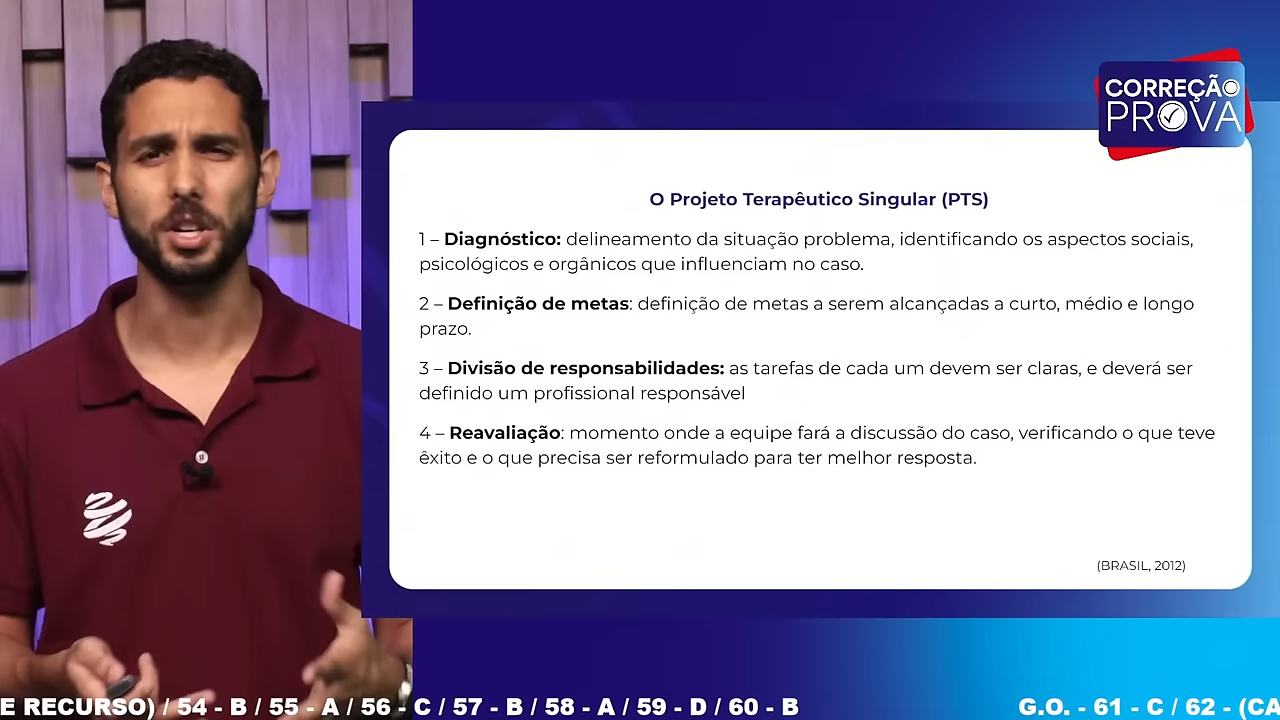 CORREÇÃO
PROVA
O Projeto Terapêutico Singular (PTS)
1 – Diagnóstico: delineamento da situação problema, identificando os aspectos sociais,
psicológicos e orgânicos que influenciam no caso.
2 – Definição de metas: definição de metas a serem alcançadas a curto, médio e longo
prazo.
3 – Divisão de responsabilidades: as tarefas de cada um devem ser claras, e deverá ser
definido um profissional responsável
4 – Reavaliação: momento onde a equipe fará a discussão do caso, verificando o que teve
êxito e o que precisa ser reformulado para ter melhor resposta.
(BRASIL, 2012)
E RECURSO) / 54 - B / 55 - A / 56 - C / 57 - B / 58 - A / 59 - D / 60 - B G.O. - 61 - C / 62 - (CA